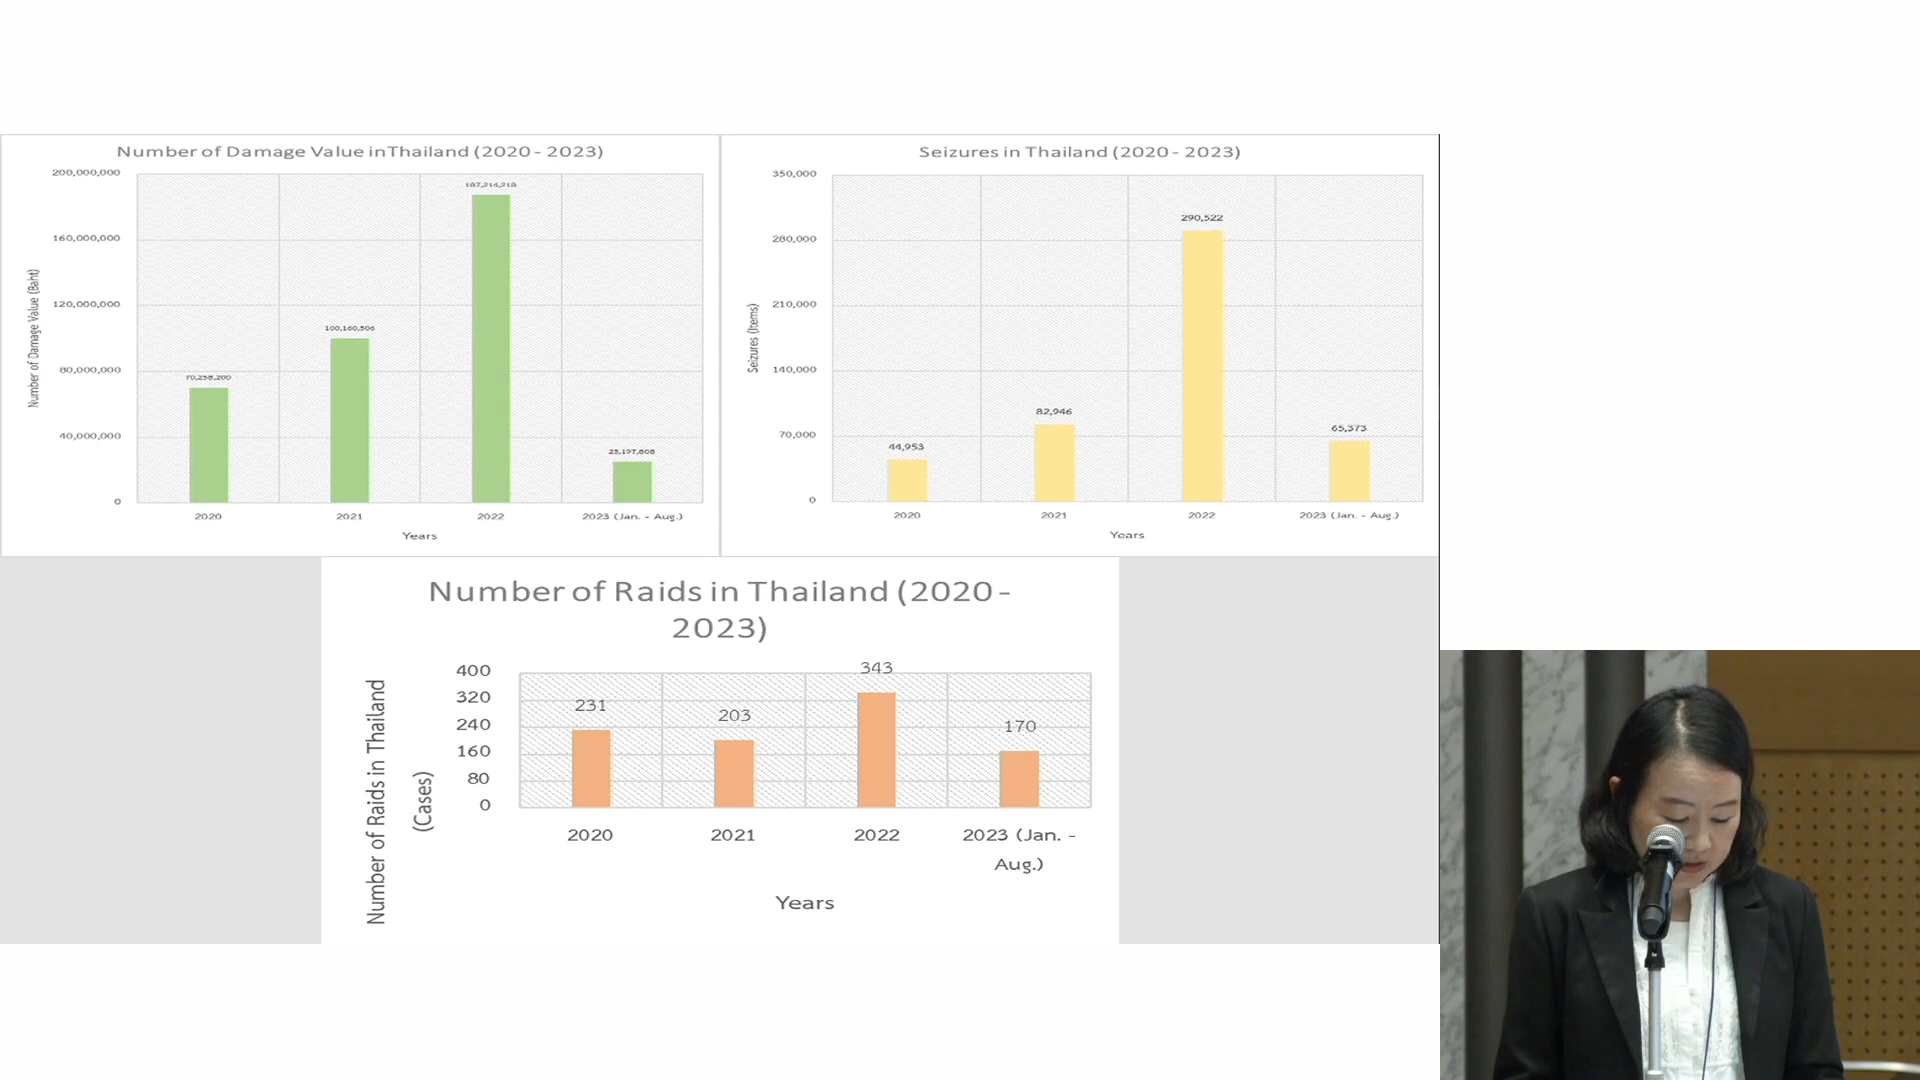 Number of Damage Value in Thailand (2020 - 2023)
200,000,000
160,000,000
120,000,000
80,000,000
40,000,000
0
Number of Damage Value (Baht)
70,258,200
100,160,506
187,214,218
25,197,808
2020
2021
2022
2023 (Jan. - Aug.)
Years
Seizures in Thailand (2020 - 2023)
350,000
280,000
210,000
140,000
70,000
0
Seizures (Items)
44,953
82,946
290,522
65,373
2020
2021
2022
2023 (Jan. - Aug.)
Years
Number of Raids in Thailand (2020 -
2023)
Number of Raids in Thailand
(Cases)
400
320
240
160
80
0
231
203
343
170
2020
2021
2022
2023 (Jan. -
Aug.)
Years